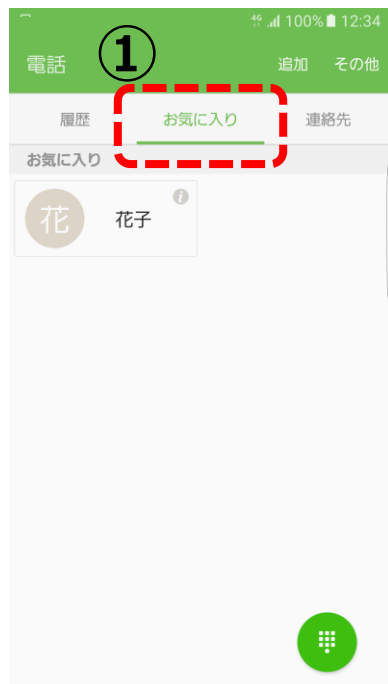 4G 100% 12:34
①
電話 追加 その他
履歴 お気に入り 連絡先
お気に入り
花 花子 i